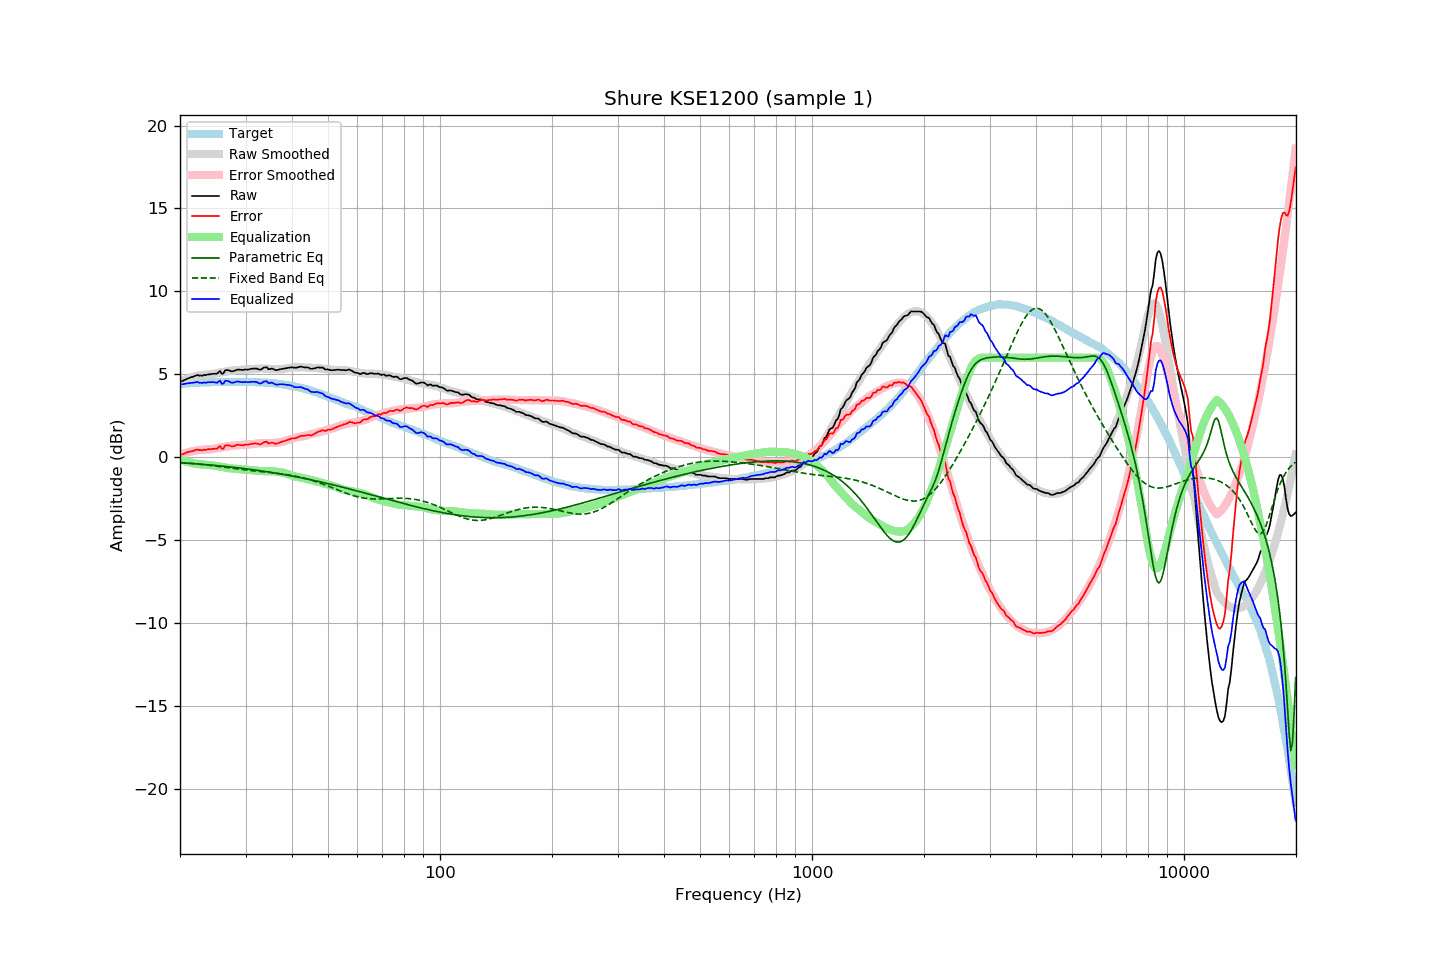 Shure KSE1200 (sample 1)
Target
Raw Smoothed
Error Smoothed
Raw
Error
Equalization
Parametric Eq
Fixed Band Eq
Equalized
20
15
10
5
0
−5
−10
−15
−20
Amplitude (dBr)
100
1000
10000
Frequency (Hz)